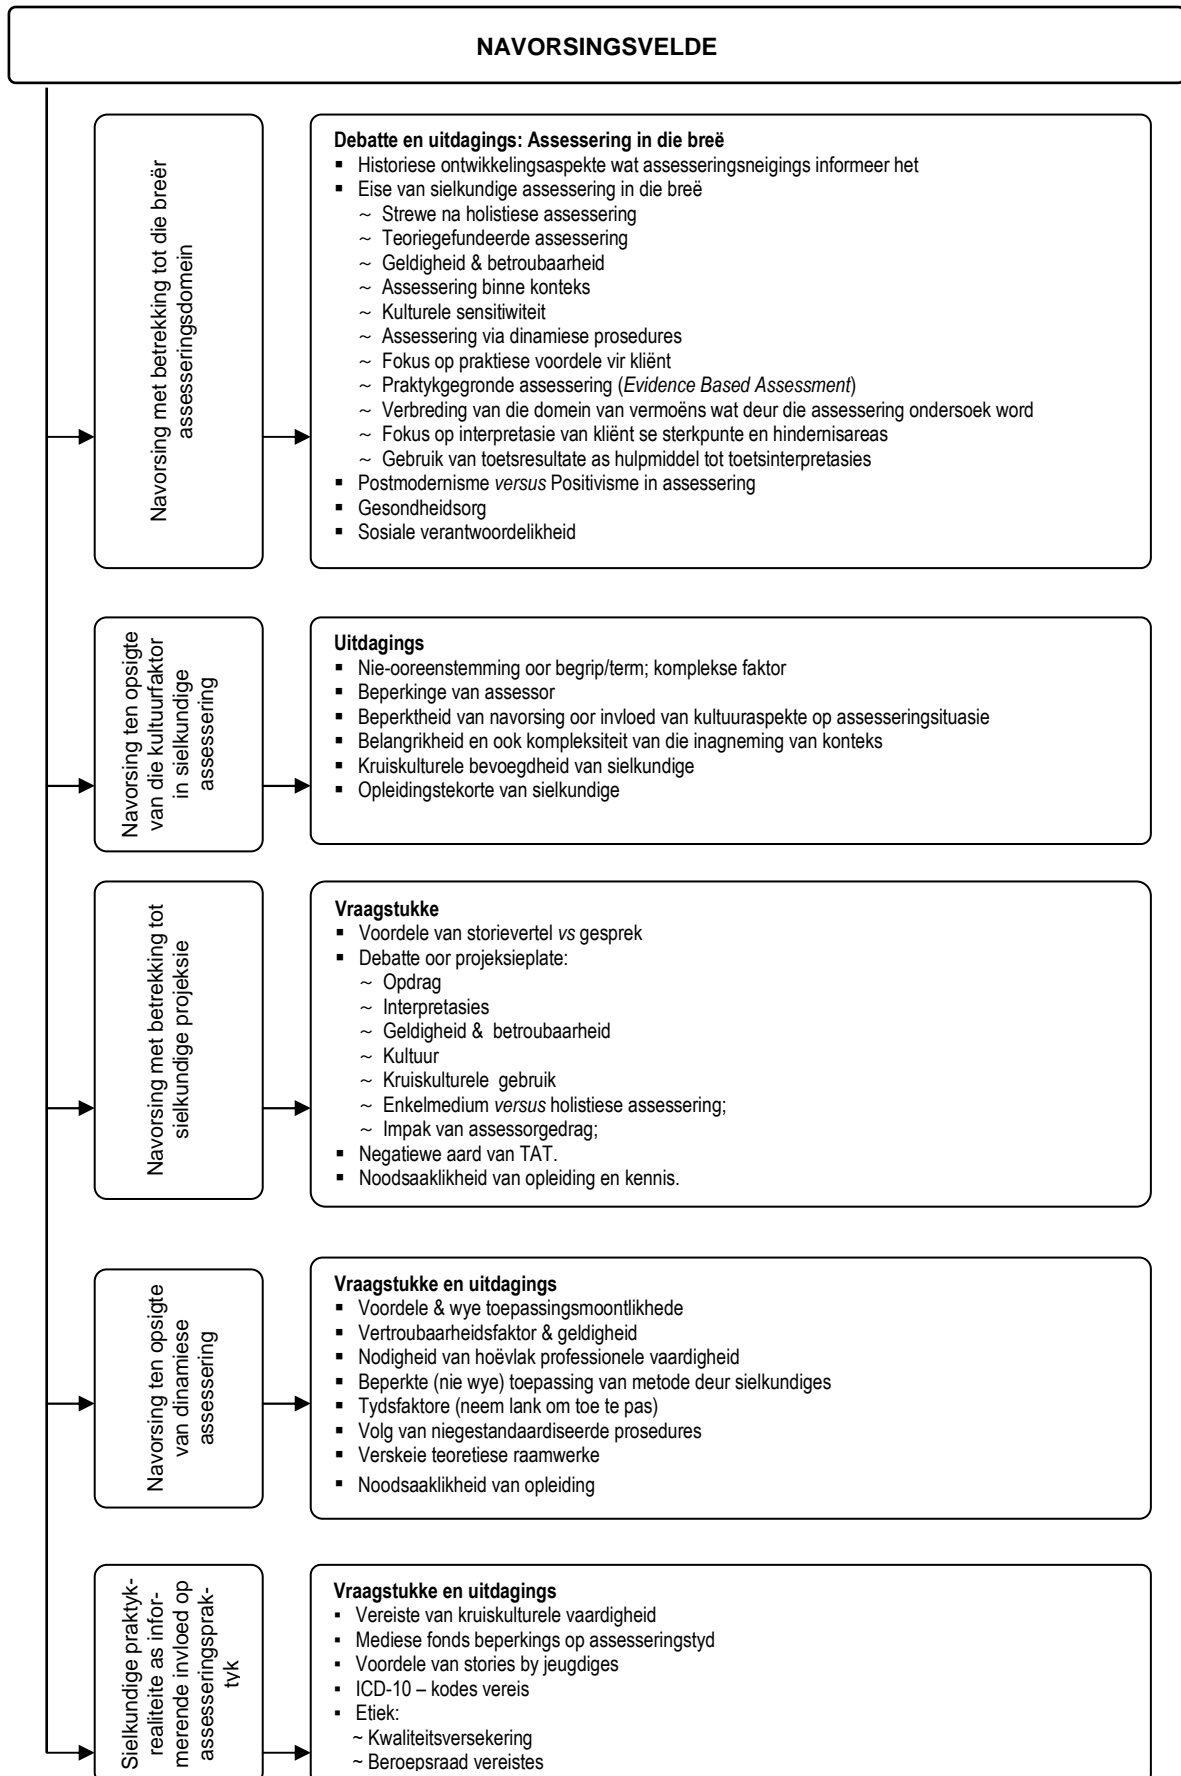 NAVORSINGSVELDE
Navorsing met betrekking tot die breër
assesseringsdomein
Debatte en uitdagings: Assessering in die breë
▪ Historiese ontwikkelingsaspekte wat assesseringsneigings informeer het
▪ Eise van sielkundige assessering in die breë
~ Strewe na holistiese assessering
~ Teoriegefundeerde assessering
~ Geldigheid & betroubaarheid
~ Assessering binne konteks
~ Kulturele sensitiwiteit
~ Assessering via dinamiese prosedures
~ Fokus op praktiese voordele vir kliënt
~ Praktykgegronde assessering (Evidence Based Assessment)
~ Verbreding van die domein van vermoëns wat deur die assessering ondersoek word
~ Fokus op interpretasie van kliënt se sterkpunte en hindernisareas
~ Gebruik van toetsresultate as hulpmiddel tot toetsinterpretasies
▪ Postmodernisme versus Positivisme in assessering
▪ Gesondheidsorg
▪ Sosiale verantwoordelikheid
Navorsing ten opsigte
van die kultuurfaktor
in sielkundige
assessering
Uitdagings
▪ Nie-ooreenstemming oor begrip/term; komplekse faktor
▪ Beperkinge van assessor
▪ Beperktheid van navorsing oor invloed van kultuuraspekte op assesseringsituasie
▪ Belangrikheid en ook kompleksiteit van die inagneming van konteks
▪ Kruiskulturele bevoegdheid van sielkundige
▪ Opleidingstekorte van sielkundige
Navorsing met betrekking tot
sielkundige projeksie
Vraagstukke
▪ Voordele van storievertel vs gesprek
▪ Debatte oor projeksieplate:
~ Opdrag
~ Interpretasies
~ Geldigheid & betroubaarheid
~ Kultuur
~ Kruiskulturele gebruik
~ Enkelmedium versus holistiese assessering;
~ Impak van assessorgedrag;
▪ Negatiewe aard van TAT.
▪ Noodsaaklikheid van opleiding en kennis.
Navorsing ten opsigte
van dinamiese
assessering
Vraagstukke en uitdagings
▪ Voordele & wye toepassingsmoontlikhede
▪ Vertroubaarheidsfaktor & geldigheid
▪ Nodigheid van hoëvlak professionele vaardigheid
▪ Beperkte (nie wye) toepassing van metode deur sielkundiges
▪ Tydsfaktore (neem lank om toe te pas)
▪ Volg van niegestandaardiseerde prosedures
▪ Verskeie teoretiese raamwerke
▪ Noodsaaklikheid van opleiding
Sielkundige praktyk-
realiteite as infor-
merende invloed op
assesseringsprak-
tyk
Vraagstukke en uitdagings
▪ Vereiste van kruiskulturele vaardigheid
▪ Mediese fonds beperkings op assesseringstyd
▪ Voordele van stories by jeugdiges
▪ ICD-10 – kodes vereis
▪ Etiek:
~ Kwaliteitsversekering
~ Beroepsraad vereistes